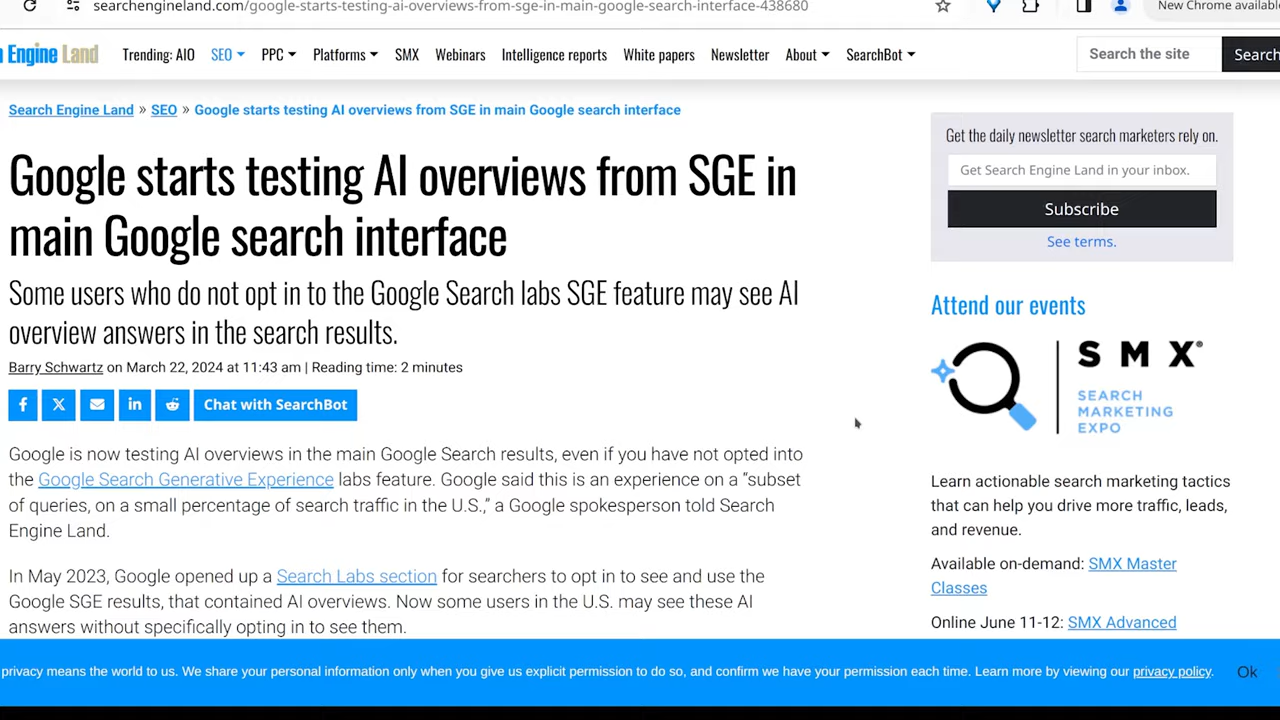 searchengineland.com/google-starts-testing-ai-overviews-from-sge-in-main-google-search-interface-438680
New Chrome available
Engine Land
Trending: AIO
SEO
PPC
Platforms
SMX
Webinars
Intelligence reports
White papers
Newsletter
About
SearchBot
Search the site
Search
Search Engine Land » SEO » Google starts testing AI overviews from SGE in main Google search interface
Google starts testing AI overviews from SGE in
main Google search interface
Some users who do not opt in to the Google Search labs SGE feature may see AI
overview answers in the search results.
Barry Schwartz on March 22, 2024 at 11:43 am | Reading time: 2 minutes
Chat with SearchBot
Google is now testing AI overviews in the main Google Search results, even if you have not opted into
the Google Search Generative Experience labs feature. Google said this is an experience on a “subset
of queries, on a small percentage of search traffic in the U.S.,” a Google spokesperson told Search
Engine Land.
In May 2023, Google opened up a Search Labs section for searchers to opt in to see and use the
Google SGE results, that contained AI overviews. Now some users in the U.S. may see these AI
answers without specifically opting in to see them.
Get the daily newsletter search marketers rely on.
Get Search Engine Land in your inbox.
Subscribe
See terms.
Attend our events
SMX®
SEARCH
MARKETING
EXPO
Learn actionable search marketing tactics
that can help you drive more traffic, leads,
and revenue.
Available on-demand: SMX Master
Classes
Online June 11-12: SMX Advanced
privacy means the world to us. We share your personal information only when you give us explicit permission to do so, and confirm we have your permission each time. Learn more by viewing our privacy policy.
Ok